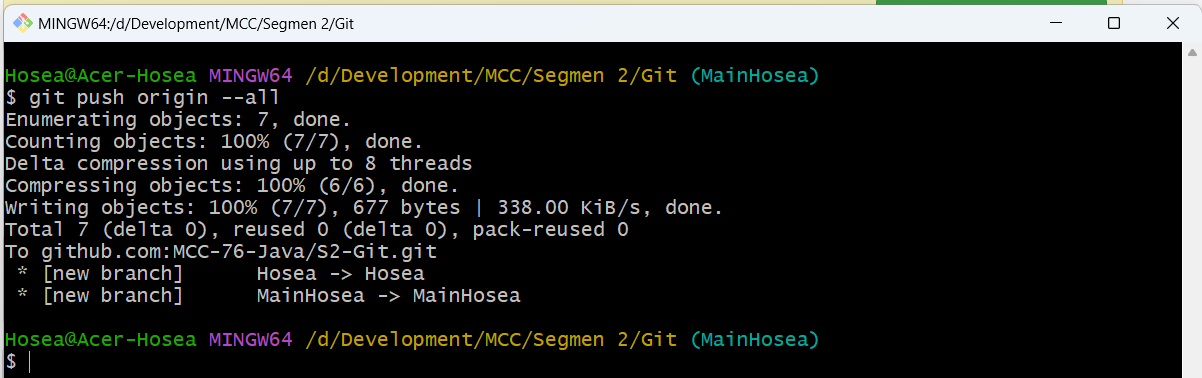 MINGW64:/d/Development/MCC/Segmen 2/Git
Hosea@Acer-Hosea MINGW64 /d/Development/MCC/Segmen 2/Git (MainHosea)
$ git push origin --all
Enumerating objects: 7, done.
Counting objects: 100% (7/7), done.
Delta compression using up to 8 threads
Compressing objects: 100% (6/6), done.
Writing objects: 100% (7/7), 677 bytes | 338.00 KiB/s, done.
Total 7 (delta 0), reused 0 (delta 0), pack-reused 0
To github.com:MCC-76-Java/S2-Git.git
 * [new branch]      Hosea -> Hosea
 * [new branch]      MainHosea -> MainHosea
Hosea@Acer-Hosea MINGW64 /d/Development/MCC/Segmen 2/Git (MainHosea)
$